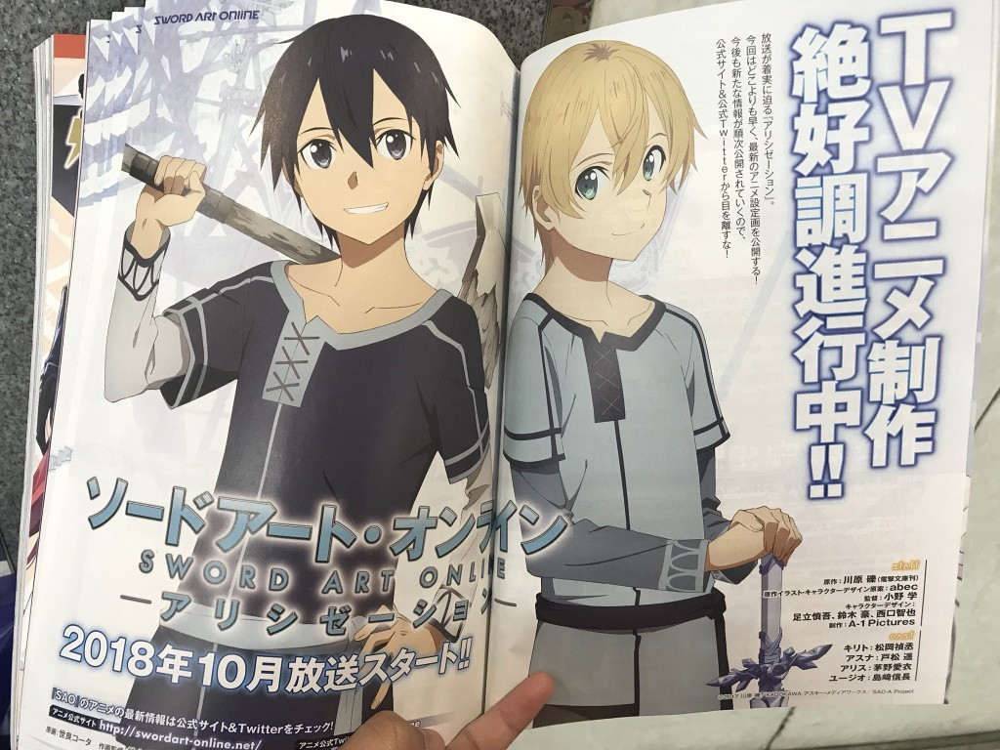 SWORD ART ONLINE
TVアニメ制作
絶好調進行中!!
放送が着実に迫る『アリシゼーション』。
今回はどこよりも早く、最新のアニメ設定画を公開する!
今後も新たな情報が順次公開されていくので、
公式サイト&公式Twitterから目を離すな!
ソードアート・オンライン
SWORD ART ONLINE
―アリシゼーション―
2018年10月放送スタート!!
『SAO』のアニメの最新情報は公式サイト&Twitterをチェック!
アニメ公式サイト http://swordart-online.net/
アニメ公式Tw
原画:世良コータ
staff
原作:川原 礫(電撃文庫刊)
原作イラスト・キャラクターデザイン原案:abec
監督:小野 学
キャラクターデザイン:
足立慎吾、鈴木 豪、西口智也
制作:A-1 Pictures
cast
キリト:松岡禎丞
アスナ:戸松 遥
アリス:茅野愛衣
ユージオ:島﨑信長
©2017 川原 礫/KADOKAWA アスキー・メディアワークス/SAO-A Project